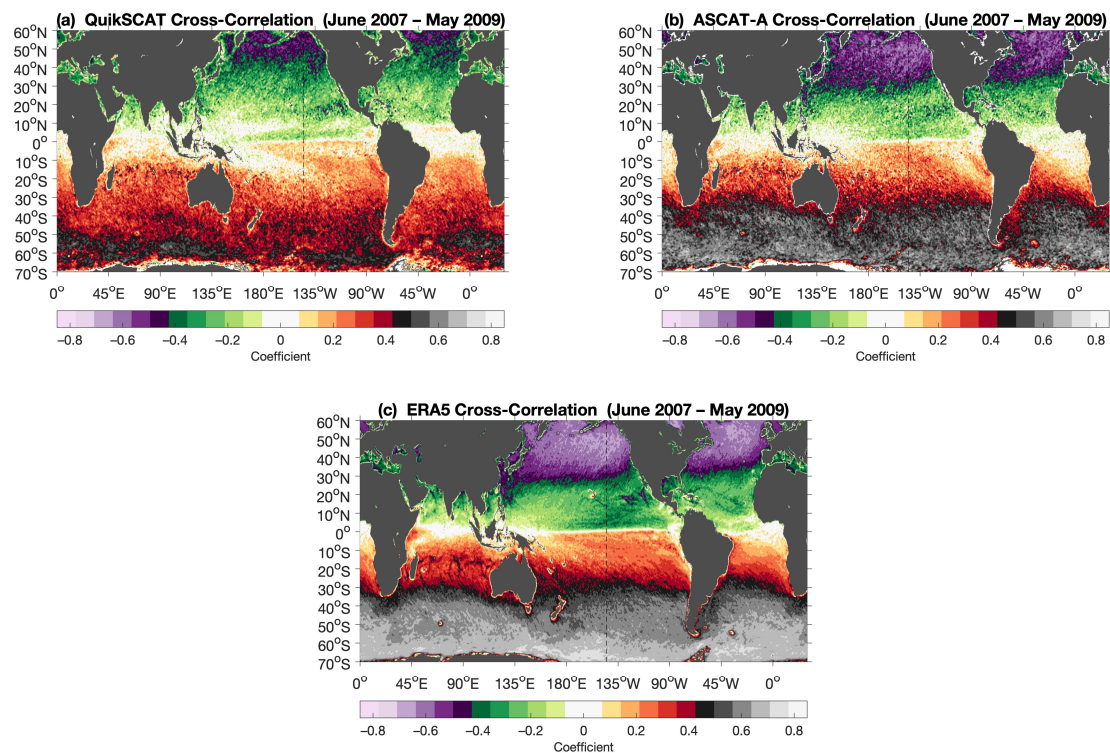 (a) QuikSCAT Cross-Correlation (June 2007 – May 2009)
60°N
50°N
40°N
30°N
20°N
10°N
0°
10°S
20°S
30°S
40°S
50°S
60°S
70°S
0° 45°E 90°E 135°E 180°E 135°W 90°W 45°W 0°
−0.8 −0.6 −0.4 −0.2 0 0.2 0.4 0.6 0.8
Coefficient
(b) ASCAT-A Cross-Correlation (June 2007 – May 2009)
60°N
50°N
40°N
30°N
20°N
10°N
0°
10°S
20°S
30°S
40°S
50°S
60°S
70°S
0° 45°E 90°E 135°E 180°E 135°W 90°W 45°W 0°
−0.8 −0.6 −0.4 −0.2 0 0.2 0.4 0.6 0.8
Coefficient
(c) ERA5 Cross-Correlation (June 2007 – May 2009)
60°N
50°N
40°N
30°N
20°N
10°N
0°
10°S
20°S
30°S
40°S
50°S
60°S
70°S
0° 45°E 90°E 135°E 180°E 135°W 90°W 45°W 0°
−0.8 −0.6 −0.4 −0.2 0 0.2 0.4 0.6 0.8
Coefficient